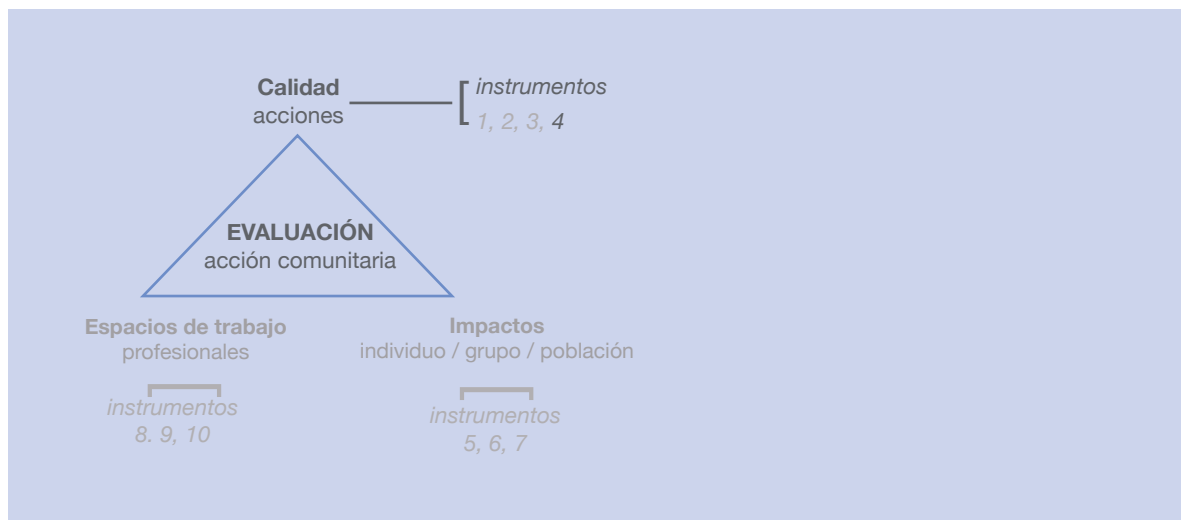 Calidad
acciones
instrumentos
1, 2, 3, 4
EVALUACIÓN
acción comunitaria
Espacios de trabajo
profesionales
instrumentos
8. 9, 10
Impactos
individuo / grupo / población
instrumentos
5, 6, 7